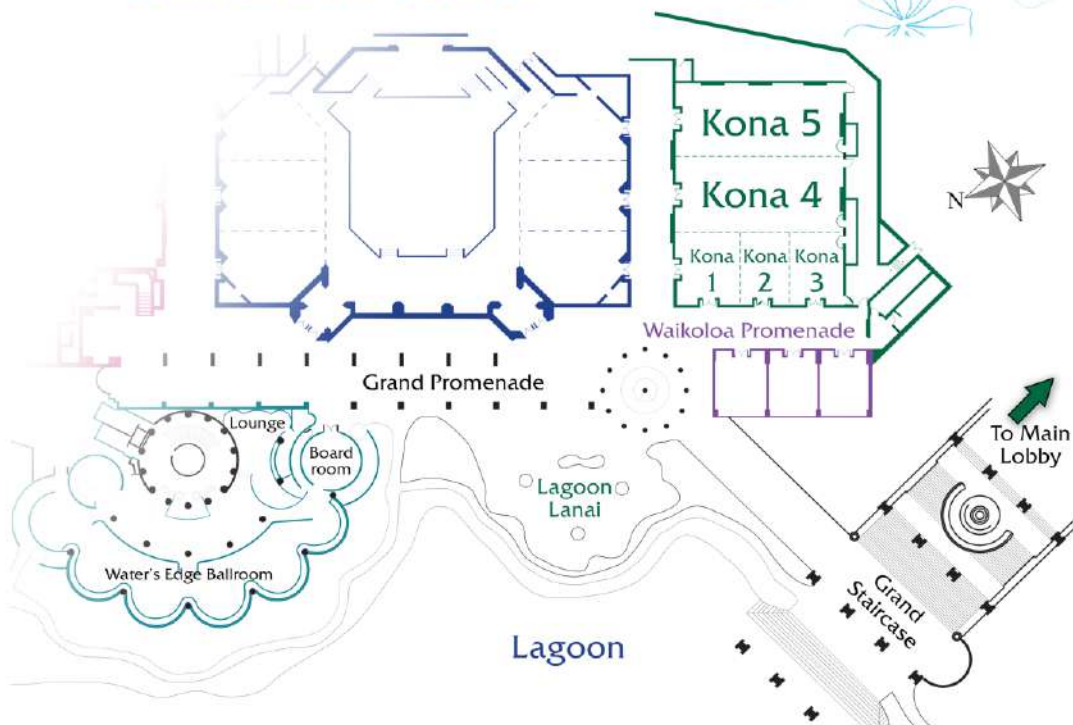 Kona 5
Kona 4
Kona
1
Kona
2
Kona
3
N
Waikoloa Promenade
Grand Promenade
Lounge
Board
room
Lagoon
Lanai
To Main
Lobby
Water's Edge Ballroom
Grand
Staircase
Lagoon